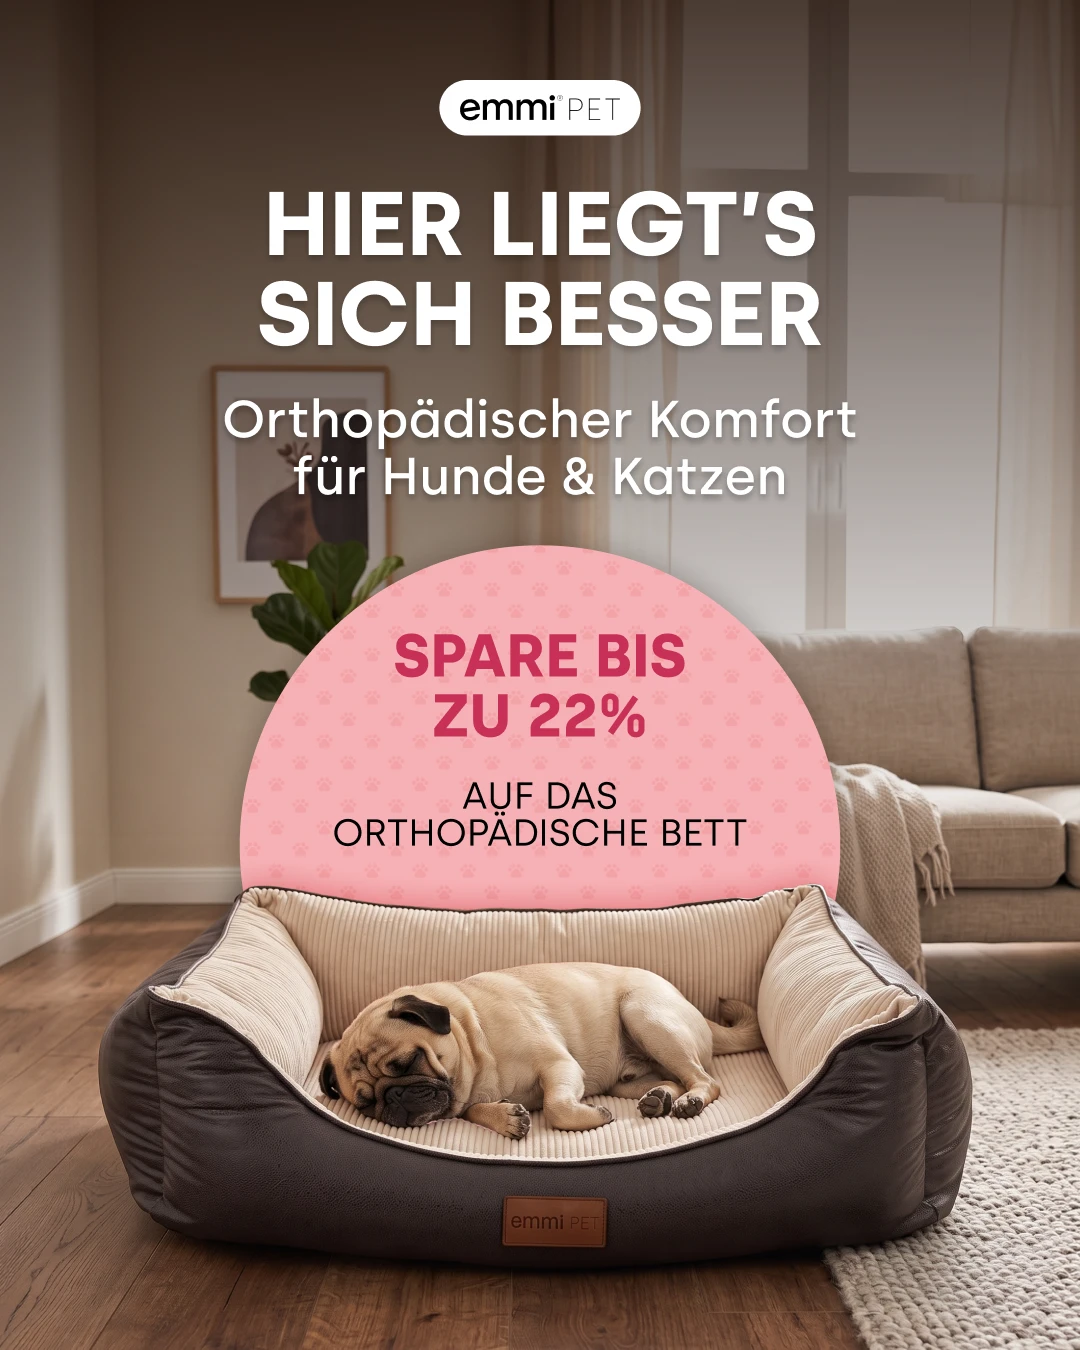 emmi® PET
HIER LIEGT'S
SICH BESSER
Orthopädischer Komfort
für Hunde & Katzen
SPARE BIS
ZU 22%
AUF DAS
ORTHOPÄDISCHE BETT
emmi PET